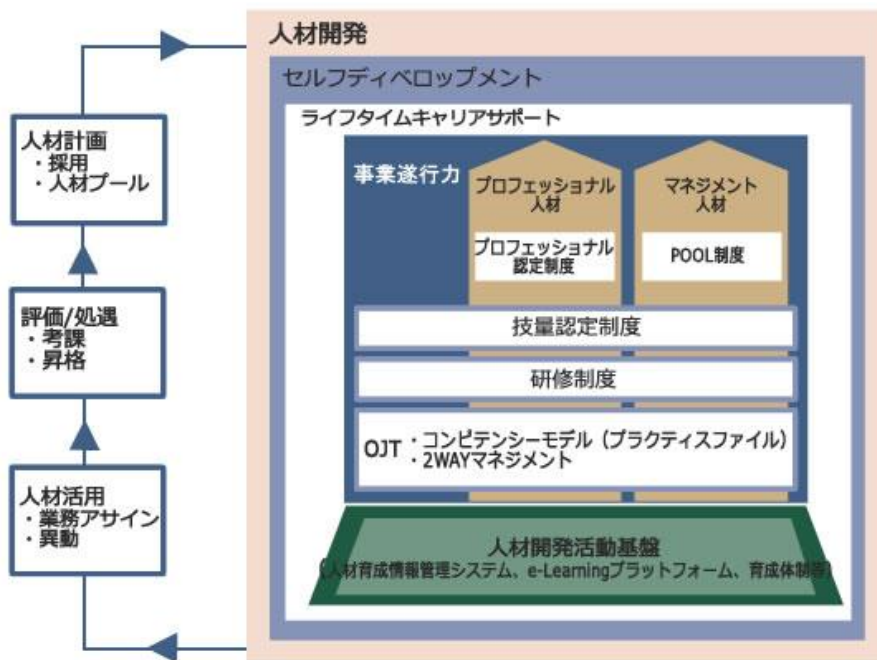 人材開発
セルフディベロップメント
ライフタイムキャリアサポート
人材計画
・採用
・人材プール
評価/処遇
・考課
・昇格
人材活用
・業務アサイン
・異動
事業遂行力
プロフェッショナル
人材
プロフェッショナル
認定制度
マネジメント
人材
POOL制度
技量認定制度
研修制度
OJT
・コンピテンシーモデル（プラクティスファイル）
・2WAYマネジメント
人材開発活動基盤
(人材育成情報管理システム、e-Learningプラットフォーム、育成体制等)